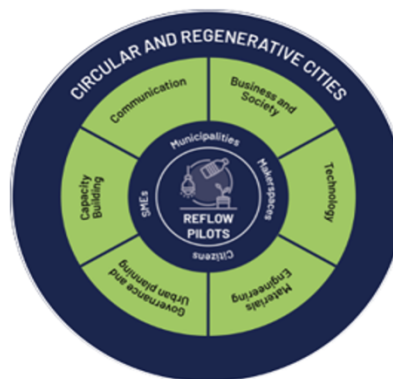 CIRCULAR AND REGENERATIVE CITIES
Communication
Business and
Society
Technology
Materials
Engineering
Governance and
Urban planning
Capacity
Building
Municipalities
Makerspaces
Citizens
SMEs
REFLOW
PILOTS